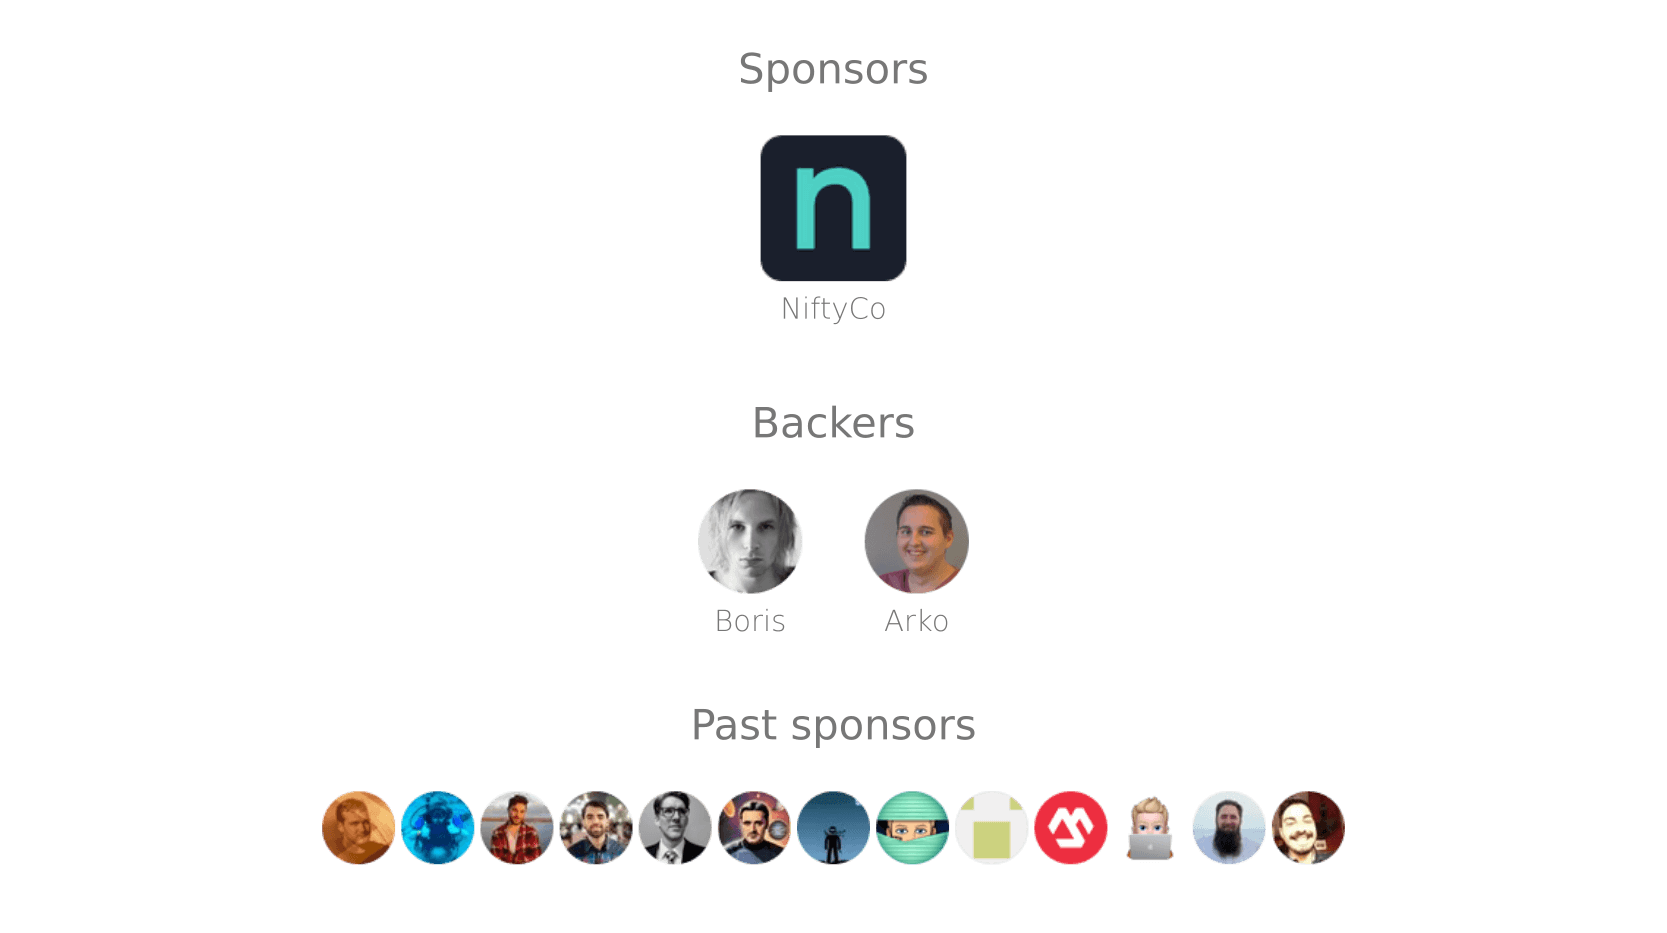 Sponsors
n
NiftyCo
Backers
Boris
Arko
Past sponsors